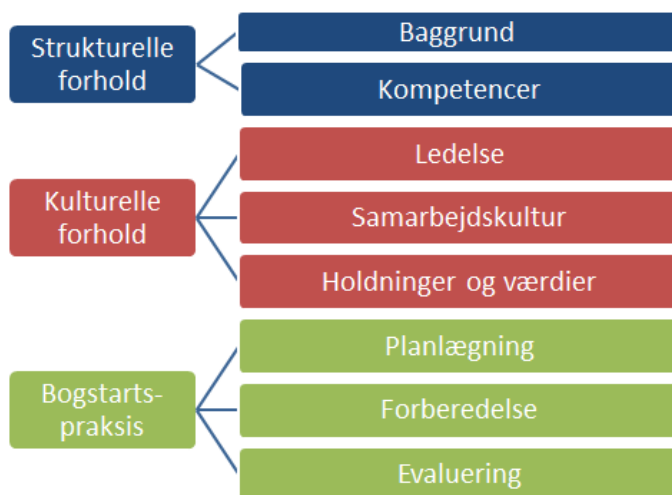 Strukturelle
forhold
Baggrund
Kompetencer
Kulturelle
forhold
Ledelse
Samarbejdskultur
Holdninger og værdier
Bogstarts-
praksis
Planlægning
Forberedelse
Evaluering